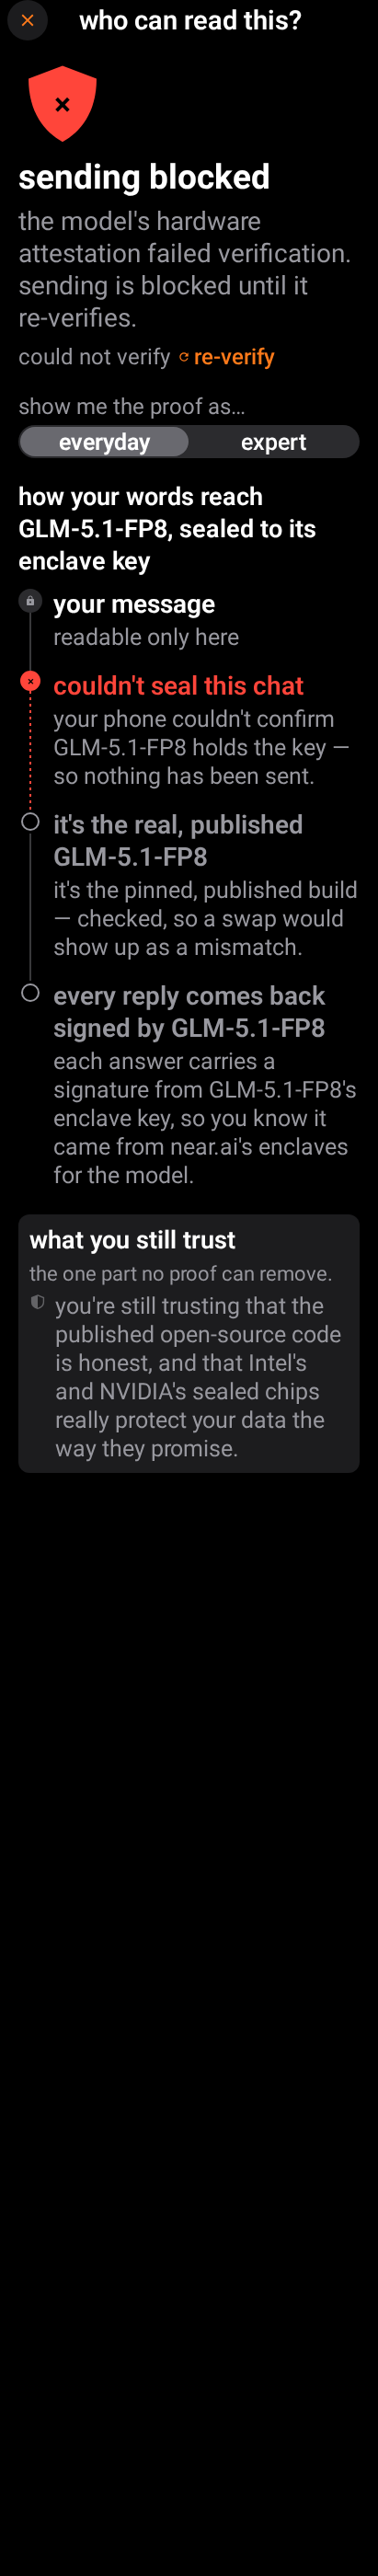 who can read this?
sending blocked
the model's hardware
attestation failed verification.
sending is blocked until it
re-verifies.
could not verify re-verify
show me the proof as...
everyday expert
how your words reach
GLM-5.1-FP8, sealed to its
enclave key
your message
readable only here
couldn't seal this chat
your phone couldn't confirm
GLM-5.1-FP8 holds the key —
so nothing has been sent.
it's the real, published
GLM-5.1-FP8
it's the pinned, published build
— checked, so a swap would
show up as a mismatch.
every reply comes back
signed by GLM-5.1-FP8
each answer carries a
signature from GLM-5.1-FP8's
enclave key, so you know it
came from near.ai's enclaves
for the model.
what you still trust
the one part no proof can remove.
you're still trusting that the
published open-source code
is honest, and that Intel's
and NVIDIA's sealed chips
really protect your data the
way they promise.